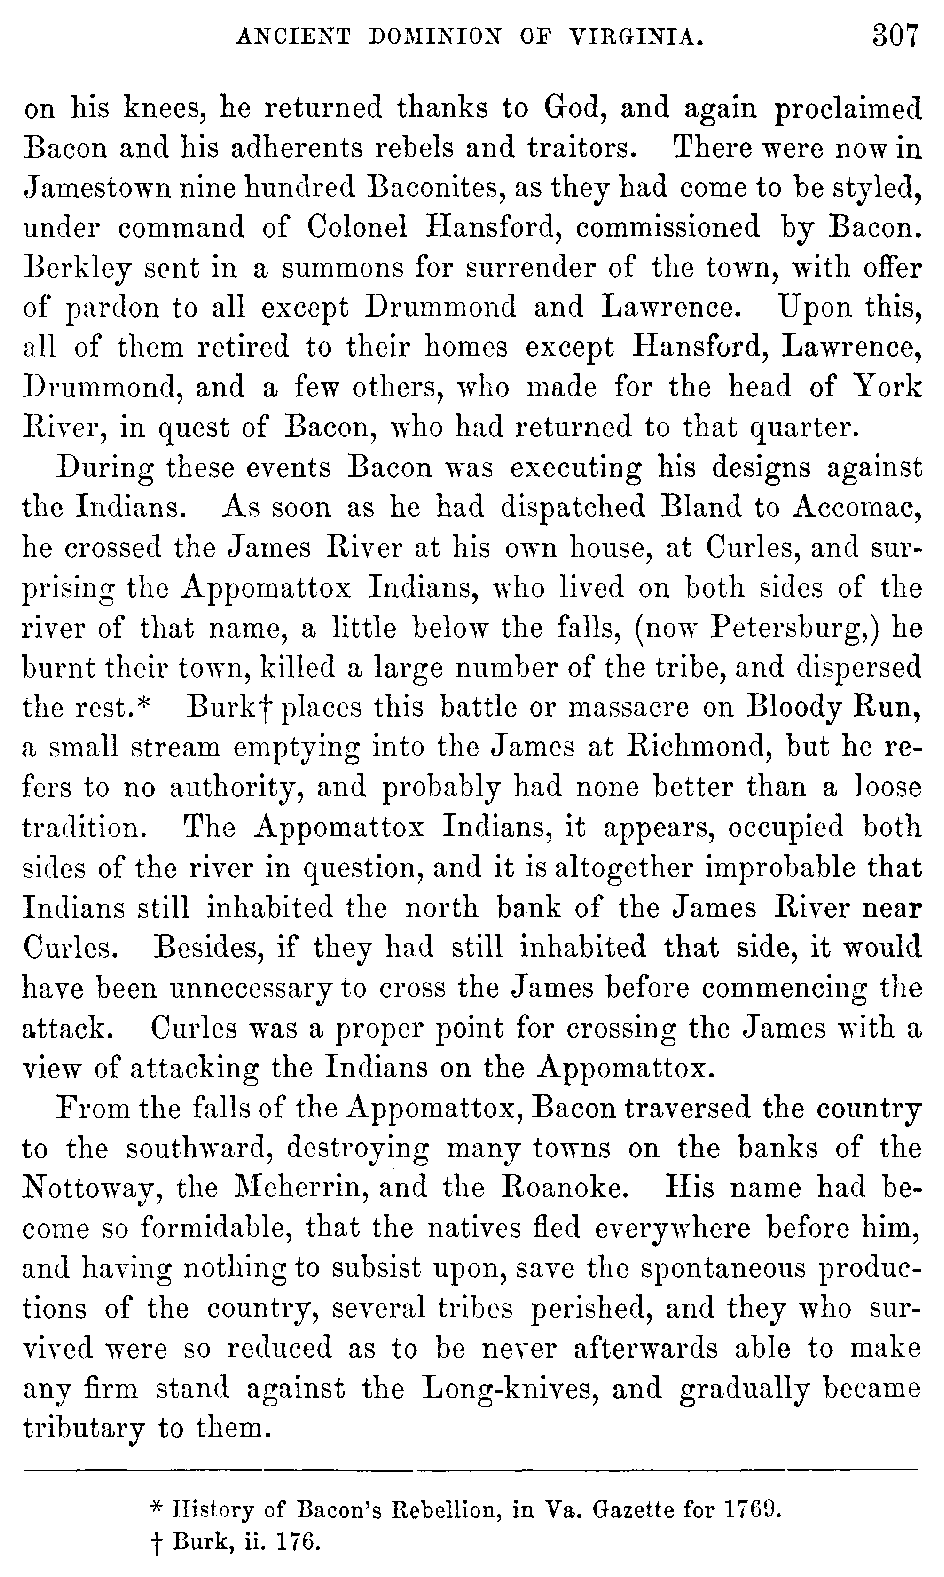 ANCIENT DOMINION OF VIRGINIA. 307
on his knees, he returned thanks to God, and again proclaimed
Bacon and his adherents rebels and traitors. There were now in
Jamestown nine hundred Baconites, as they had come to be styled,
under command of Colonel Hansford, commissioned by Bacon.
Berkley sent in a summons for surrender of the town, with offer
of pardon to all except Drummond and Lawrence. Upon this,
all of them retired to their homes except Hansford, Lawrence,
Drummond, and a few others, who made for the head of York
River, in quest of Bacon, who had returned to that quarter.
During these events Bacon was executing his designs against
the Indians. As soon as he had dispatched Bland to Accomac,
he crossed the James River at his own house, at Curles, and sur-
prising the Appomattox Indians, who lived on both sides of the
river of that name, a little below the falls, (now Petersburg,) he
burnt their town, killed a large number of the tribe, and dispersed
the rest.* Burk† places this battle or massacre on Bloody Run,
a small stream emptying into the James at Richmond, but he re-
fers to no authority, and probably had none better than a loose
tradition. The Appomattox Indians, it appears, occupied both
sides of the river in question, and it is altogether improbable that
Indians still inhabited the north bank of the James River near
Curles. Besides, if they had still inhabited that side, it would
have been unnecessary to cross the James before commencing the
attack. Curles was a proper point for crossing the James with a
view of attacking the Indians on the Appomattox.
From the falls of the Appomattox, Bacon traversed the country
to the southward, destroying many towns on the banks of the
Nottoway, the Meherrin, and the Roanoke. His name had be-
come so formidable, that the natives fled everywhere before him,
and having nothing to subsist upon, save the spontaneous produc-
tions of the country, several tribes perished, and they who sur-
vived were so reduced as to be never afterwards able to make
any firm stand against the Long-knives, and gradually became
tributary to them.
* History of Bacon's Rebellion, in Va. Gazette for 1769.
† Burk, ii. 176.